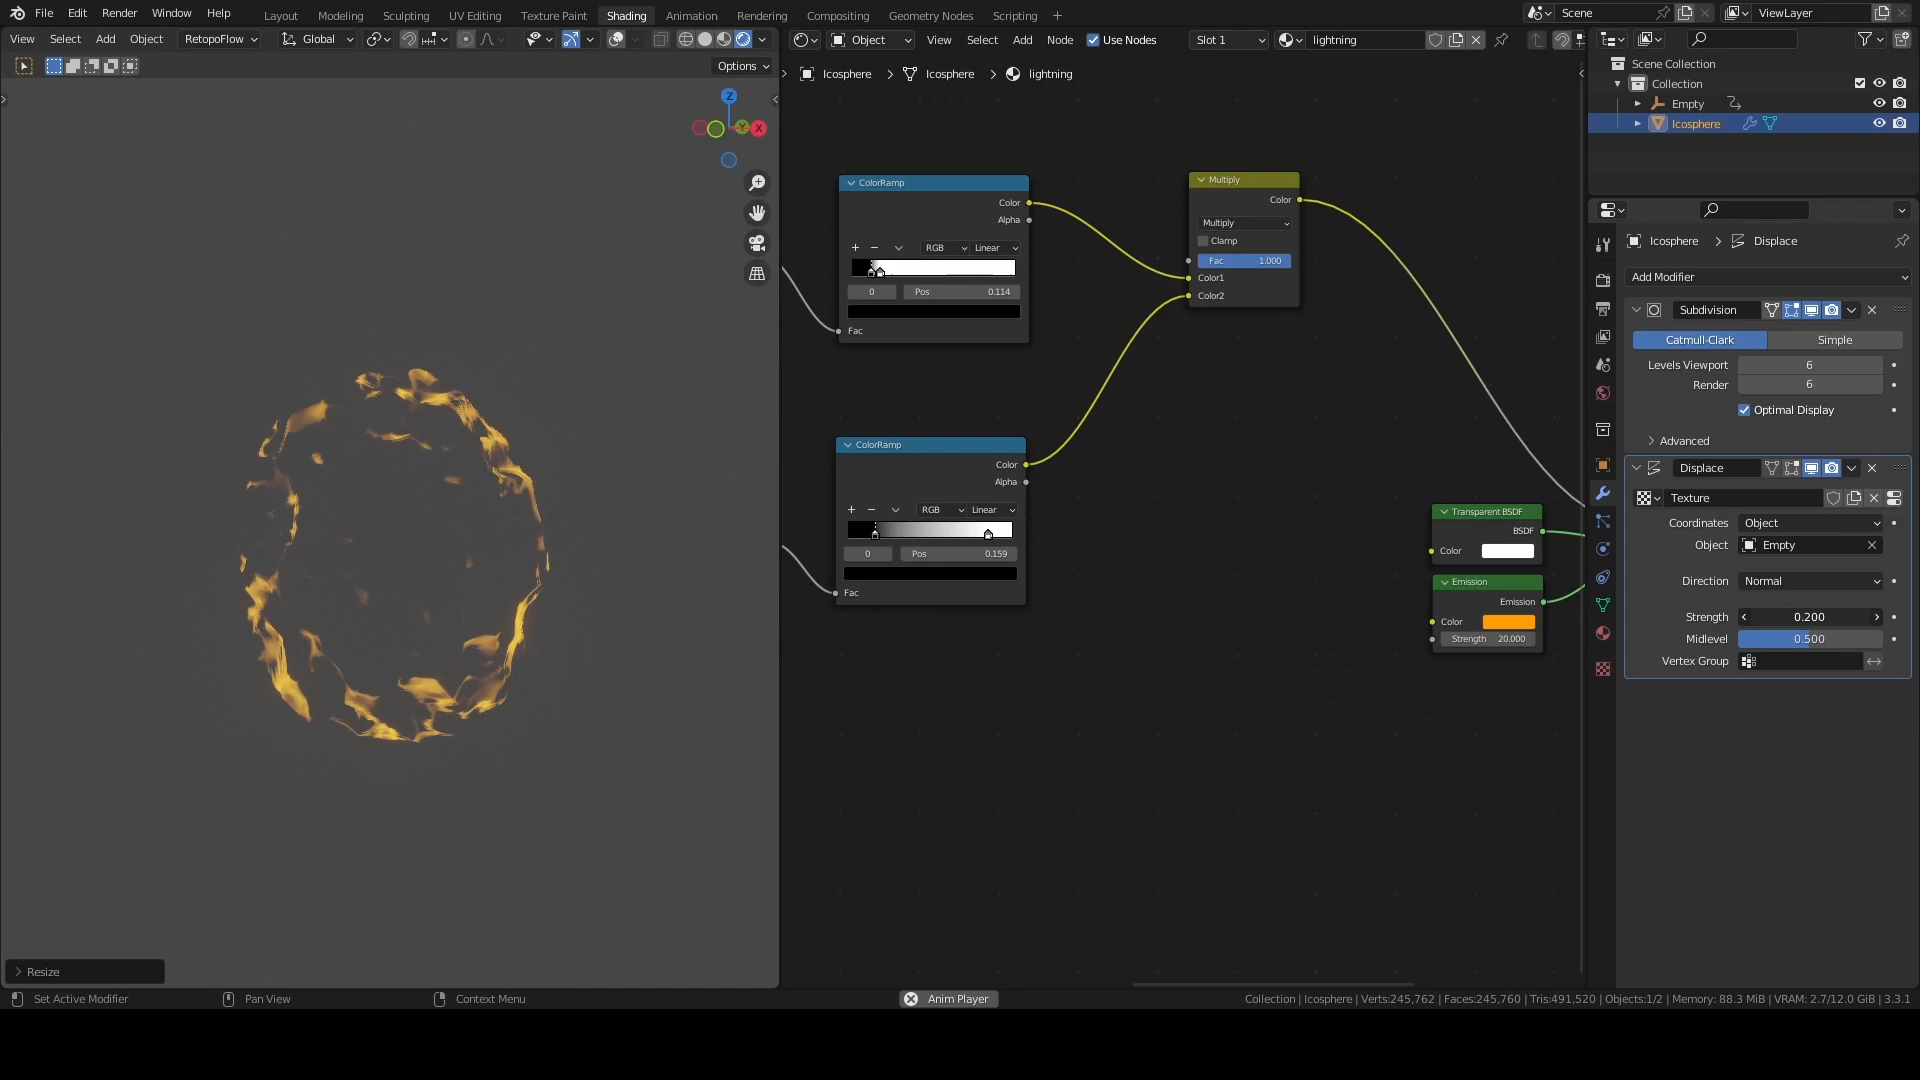 File Edit Render Window Help Layout Modeling Sculpting UV Editing Texture Paint Shading Animation Rendering Compositing Geometry Nodes Scripting + Scene ViewLayer
View Select Add Object RetopoFlow Global Object View Select Add Node Use Nodes Slot 1 lightning
Options
Icosphere > Icosphere > lightning
Scene Collection
Collection
Empty
Icosphere
Z
Y
X
ColorRamp
Color
Alpha
RGB Linear
0 Pos 0.114
Fac
Multiply
Color
Multiply
Clamp
Fac 1.000
Color1
Color2
ColorRamp
Color
Alpha
RGB Linear
0 Pos 0.159
Fac
Transparent BSDF
BSDF
Color
Emission
Emission
Color
Strength 20.000
Icosphere > Displace
Add Modifier
Subdivision
Catmull-Clark Simple
Levels Viewport 6
Render 6
Optimal Display
Advanced
Displace
Texture
Coordinates Object
Object Empty
Direction Normal
Strength 0.200
Midlevel 0.500
Vertex Group
Resize
Set Active Modifier Pan View Context Menu Anim Player Collection | Icosphere | Verts:245,762 | Faces:245,760 | Tris:491,520 | Objects:1/2 | Memory: 88.3 MiB | VRAM: 2.7/12.0 GiB | 3.3.1